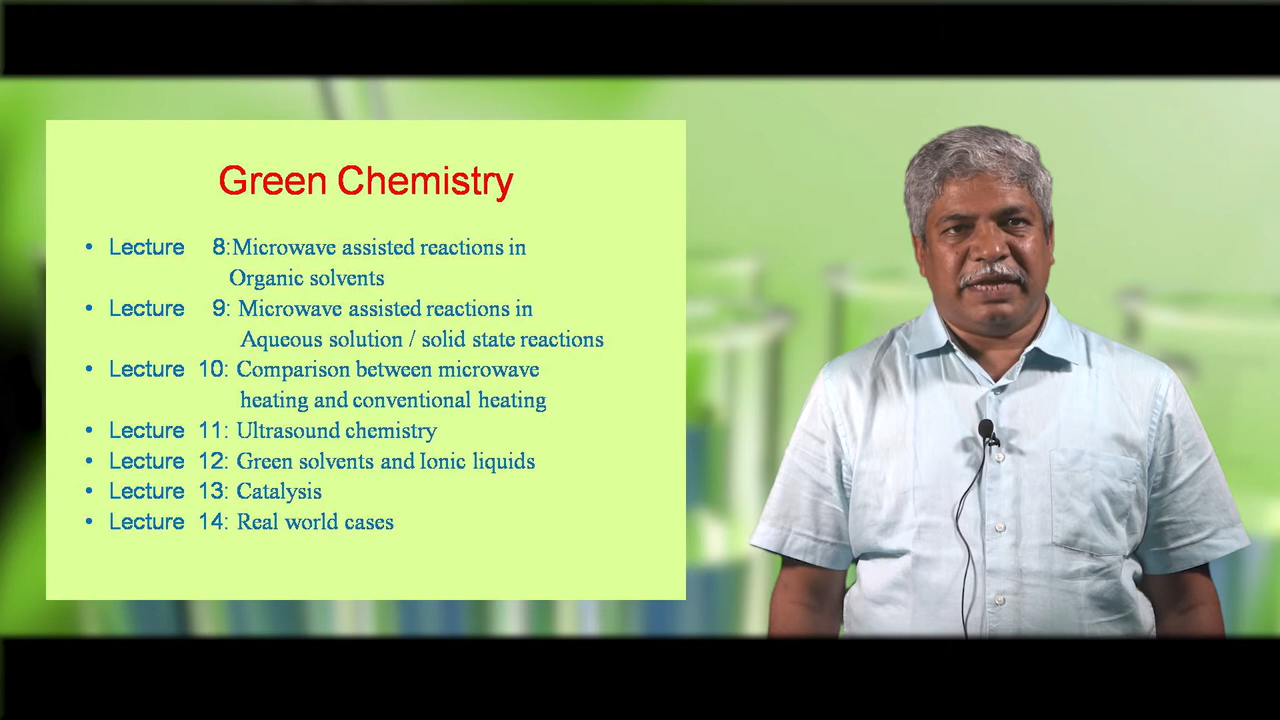 Green Chemistry
• Lecture 8:Microwave assisted reactions in
Organic solvents
• Lecture 9: Microwave assisted reactions in
Aqueous solution / solid state reactions
• Lecture 10: Comparison between microwave
heating and conventional heating
• Lecture 11: Ultrasound chemistry
• Lecture 12: Green solvents and Ionic liquids
• Lecture 13: Catalysis
• Lecture 14: Real world cases